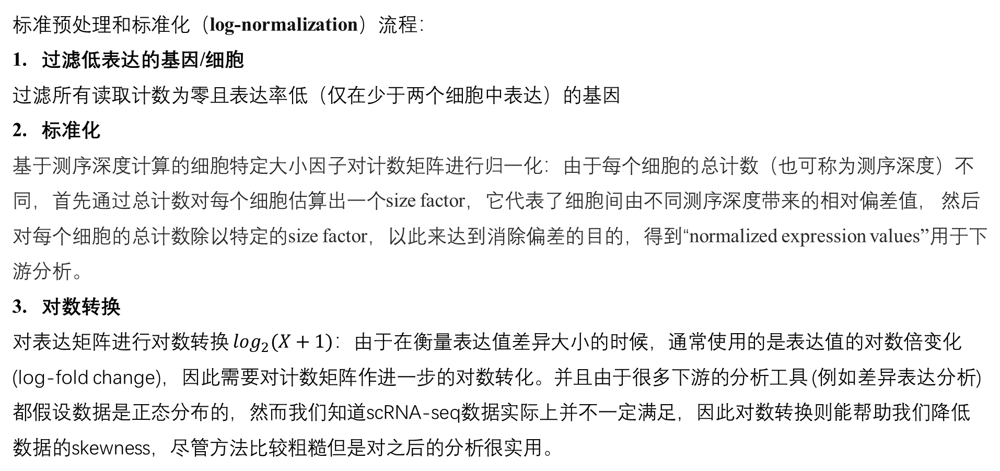 标准预处理和标准化（log-normalization）流程：
1. 过滤低表达的基因/细胞
过滤所有读取计数为零且表达率低（仅在少于两个细胞中表达）的基因
2. 标准化
基于测序深度计算的细胞特定大小因子对计数矩阵进行归一化：由于每个细胞的总计数（也可称为测序深度）不
同，首先通过总计数对每个细胞估算出一个size factor，它代表了细胞间由不同测序深度带来的相对偏差值，然后
对每个细胞的总计数除以特定的size factor，以此来达到消除偏差的目的，得到“normalized expression values”用于下
游分析。
3. 对数转换
对表达矩阵进行对数转换 log₂(X + 1)：由于在衡量表达值差异大小的时候，通常使用的是表达值的对数倍变化
(log-fold change)，因此需要对计数矩阵作进一步的对数转化。并且由于很多下游的分析工具(例如差异表达分析)
都假设数据是正态分布的，然而我们知道scRNA-seq数据实际上并不一定满足，因此对数转换则能帮助我们降低
数据的skewness，尽管方法比较粗糙但是对之后的分析很实用。